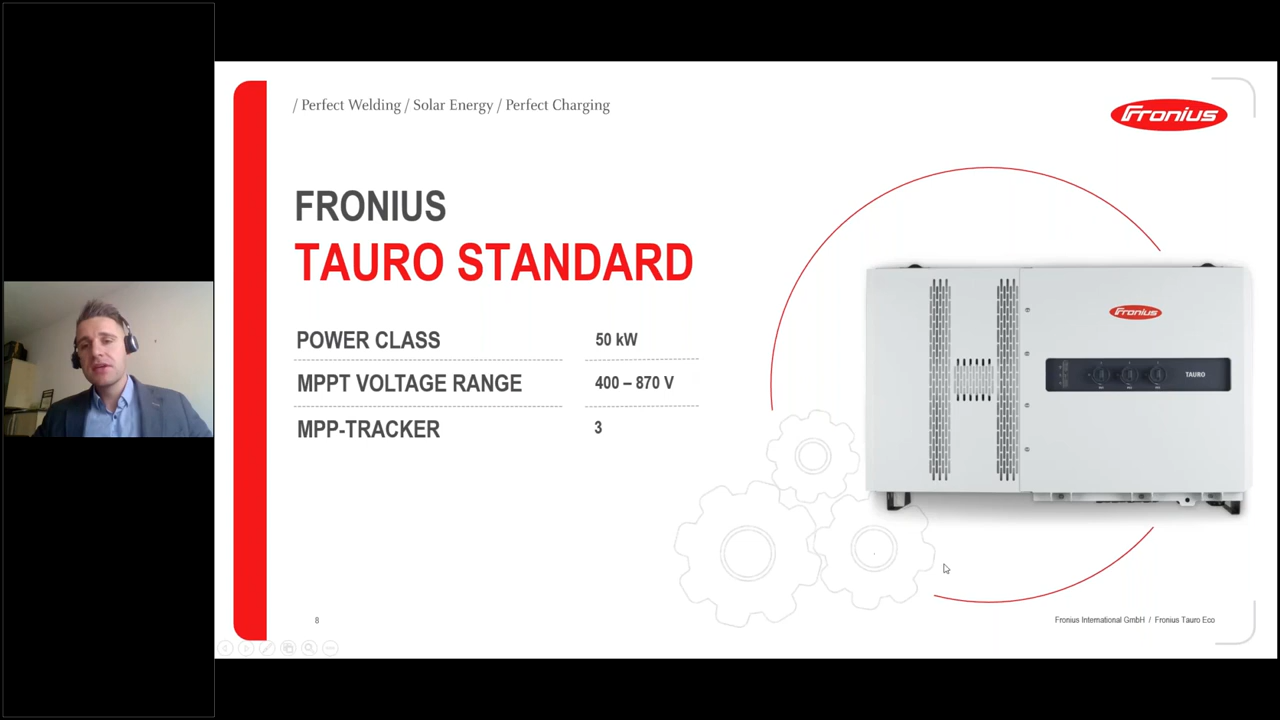 / Perfect Welding / Solar Energy / Perfect Charging
Fronius
FRONIUS
TAURO STANDARD
POWER CLASS 50 kW
MPPT VOLTAGE RANGE 400 – 870 V
MPP-TRACKER 3
Fronius
TAURO
8
Fronius International GmbH / Fronius Tauro Eco